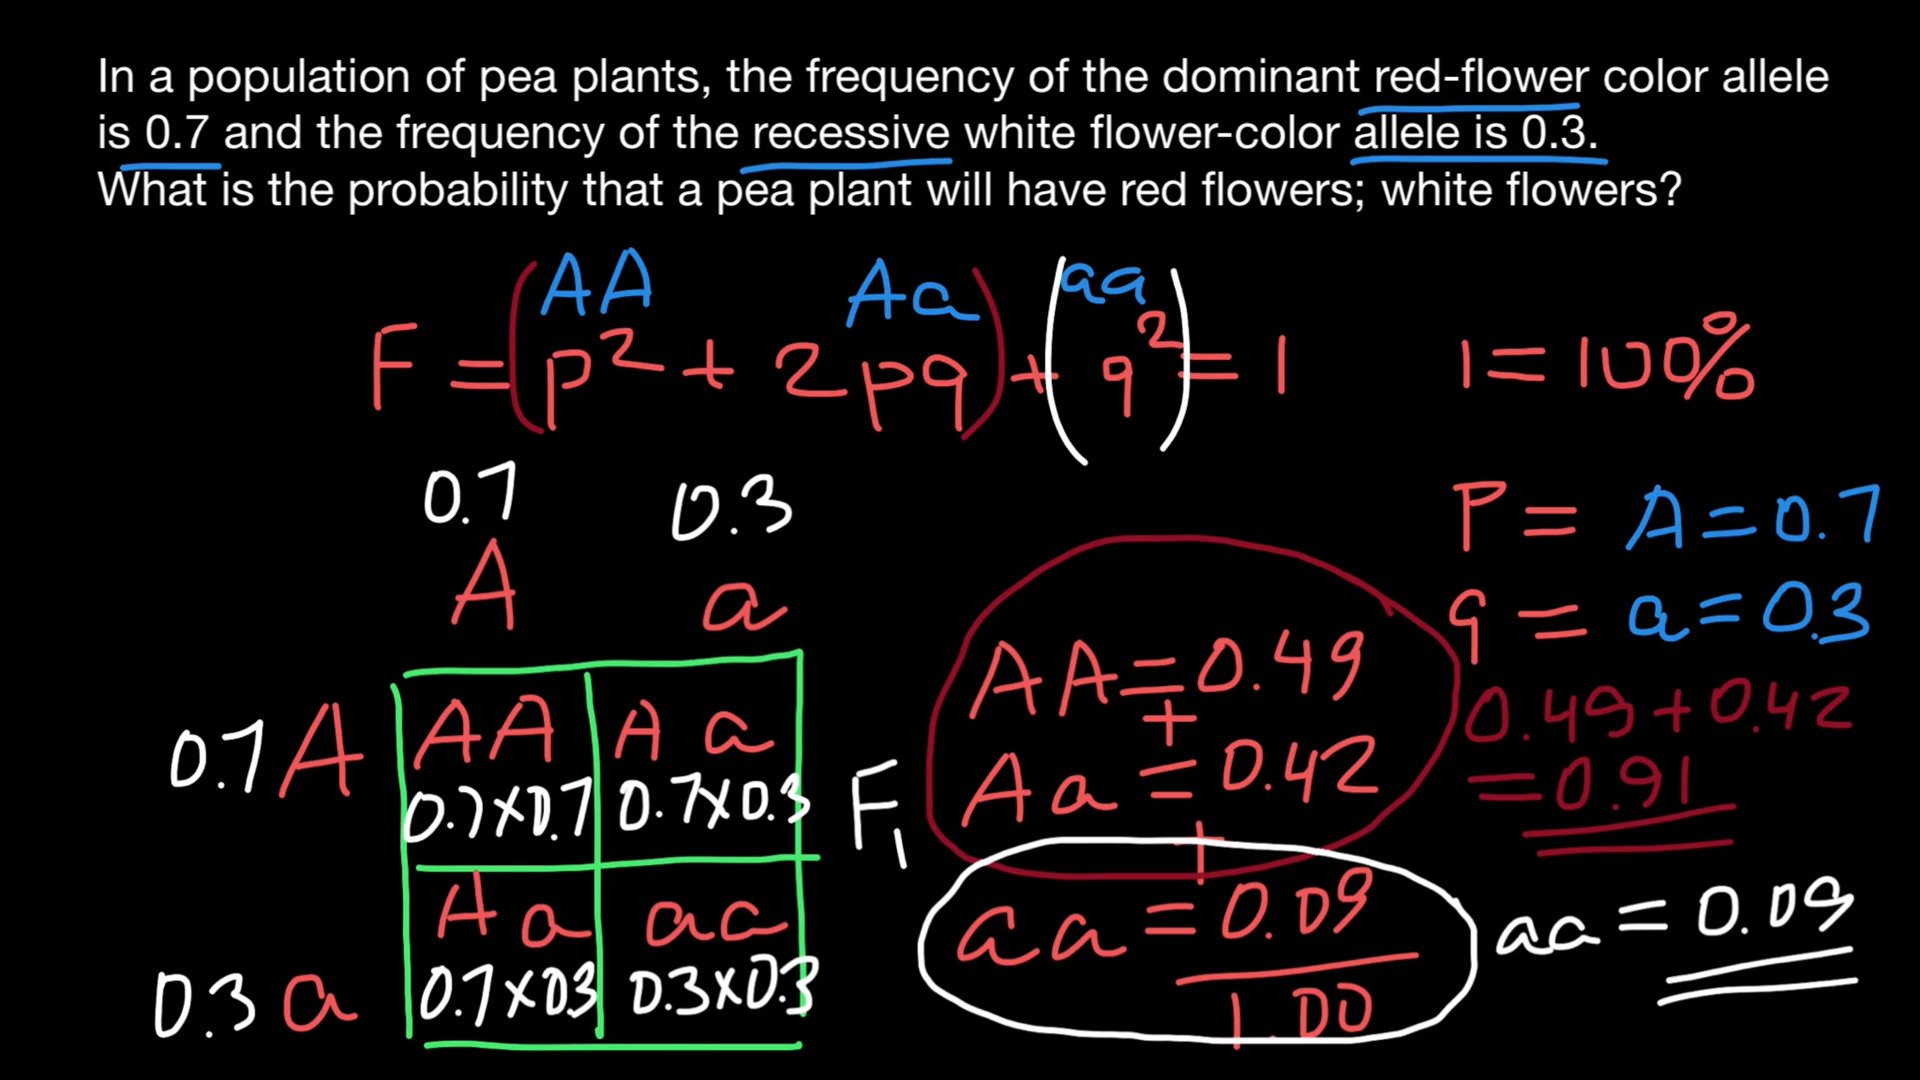 In a population of pea plants, the frequency of the dominant red-flower color allele
is 0.7 and the frequency of the recessive white flower-color allele is 0.3.
What is the probability that a pea plant will have red flowers; white flowers?
AA Aa aa
F = (p² + 2pq) + (q²) = 1
1 = 100%
0.7 0.3
A a
P = A = 0.7
q = a = 0.3
0.7 A
AA Aa
0.7×0.7 0.7×0.3
0.3 a
Aa aa
0.7×0.3 0.3×0.3
F₁
AA = 0.49
+
Aa = 0.42
+
aa = 0.09
1.00
0.49 + 0.42
= 0.91
aa = 0.09